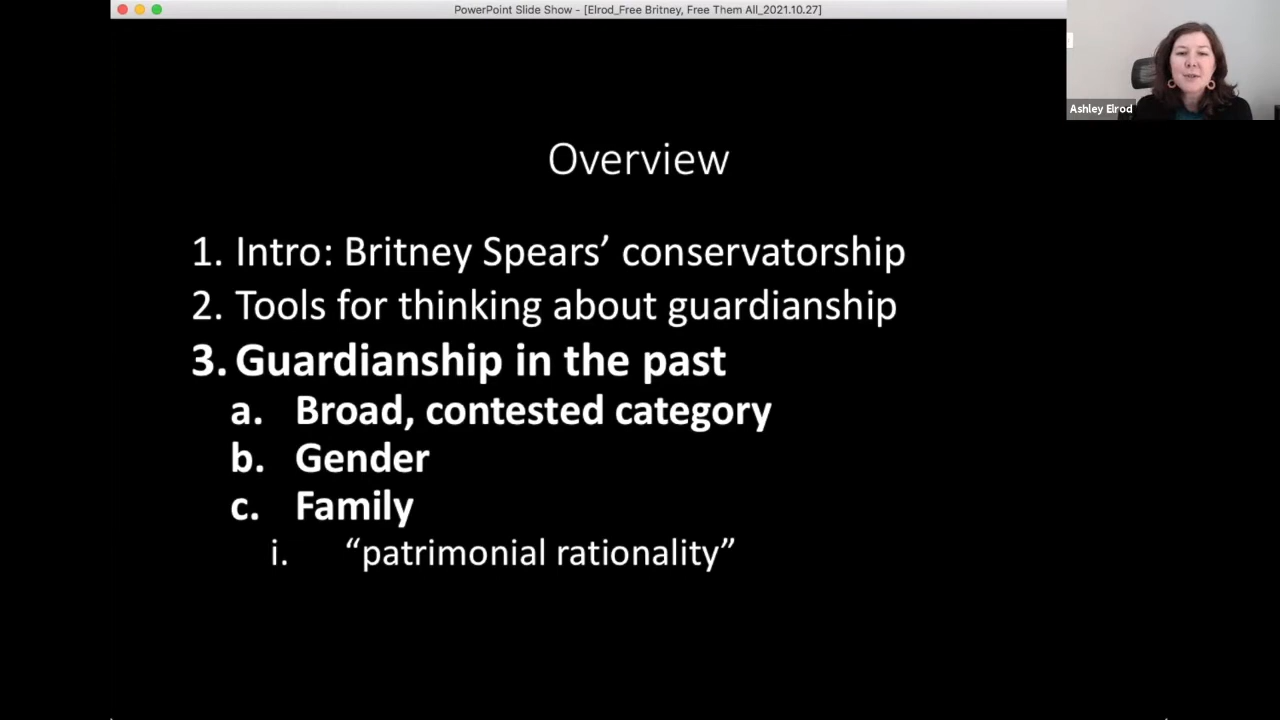 PowerPoint Slide Show - [Elrod_Free Britney, Free Them All_2021.10.27]
Ashley Elrod
Overview
1. Intro: Britney Spears’ conservatorship
2. Tools for thinking about guardianship
3. Guardianship in the past
a. Broad, contested category
b. Gender
c. Family
i. “patrimonial rationality”